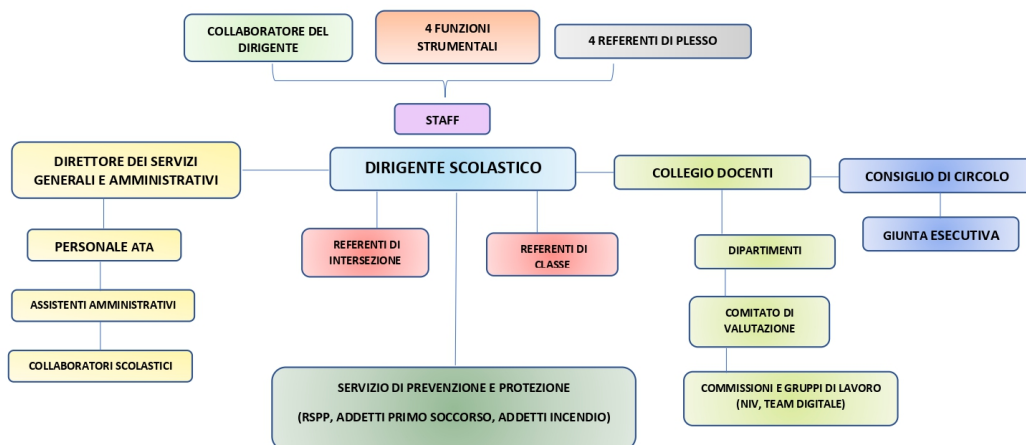 COLLABORATORE DEL
DIRIGENTE
4 FUNZIONI
STRUMENTALI
4 REFERENTI DI PLESSO
STAFF
DIRETTORE DEI SERVIZI
GENERALI E AMMINISTRATIVI
DIRIGENTE SCOLASTICO
COLLEGIO DOCENTI
CONSIGLIO DI CIRCOLO
PERSONALE ATA
REFERENTI DI
INTERSEZIONE
REFERENTI DI
CLASSE
DIPARTIMENTI
GIUNTA ESECUTIVA
ASSISTENTI AMMINISTRATIVI
COMITATO DI
VALUTAZIONE
COLLABORATORI SCOLASTICI
SERVIZIO DI PREVENZIONE E PROTEZIONE
(RSPP, ADDETTI PRIMO SOCCORSO, ADDETTI INCENDIO)
COMMISSIONI E GRUPPI DI LAVORO
(NIV, TEAM DIGITALE)